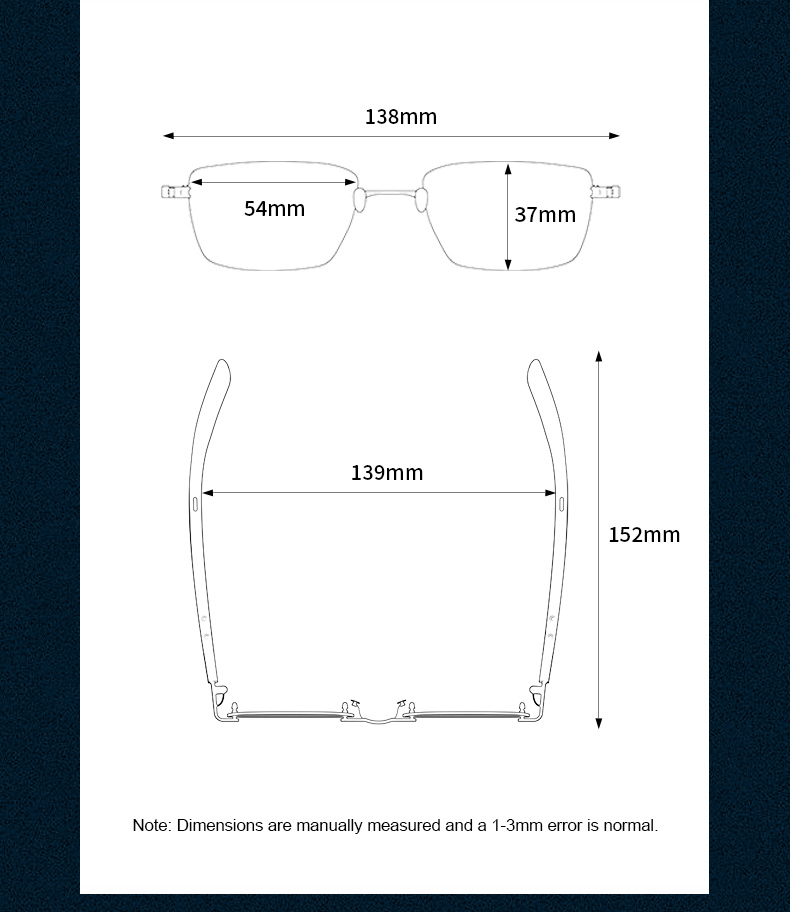 138mm
54mm
37mm
139mm
152mm
Note: Dimensions are manually measured and a 1-3mm error is normal.